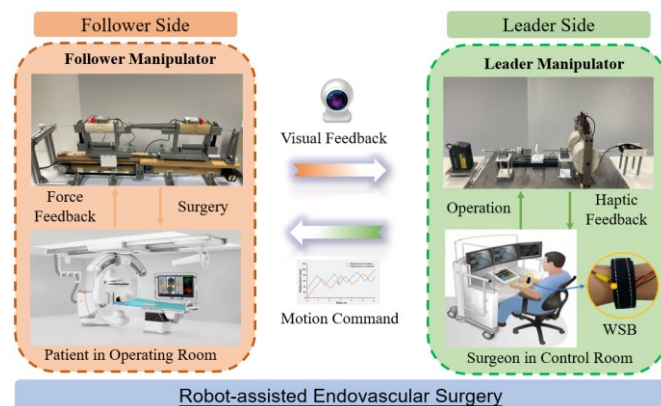 Follower Side
Leader Side
Follower Manipulator
Leader Manipulator
Visual Feedback
Force
Feedback
Surgery
Operation
Haptic
Feedback
Motion Command
WSB
Patient in Operating Room
Surgeon in Control Room
Robot-assisted Endovascular Surgery